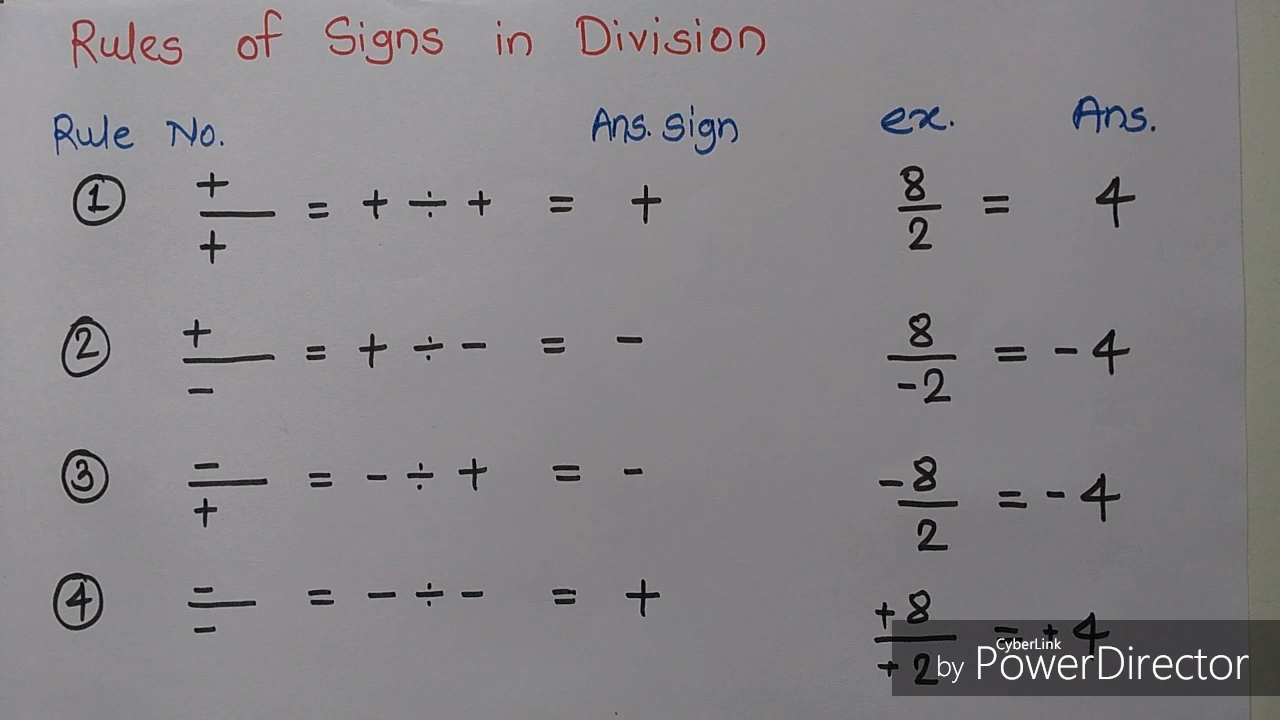 Rules of Signs in Division
Rule No. Ans. sign ex. Ans.
① +/+ = + ÷ + = + 8/2 = 4
② +/- = + ÷ - = - 8/-2 = -4
③ -/+ = - ÷ + = - -8/2 = -4
④ -/- = - ÷ - = + +8/+2 = +4
CyberLink
by PowerDirector